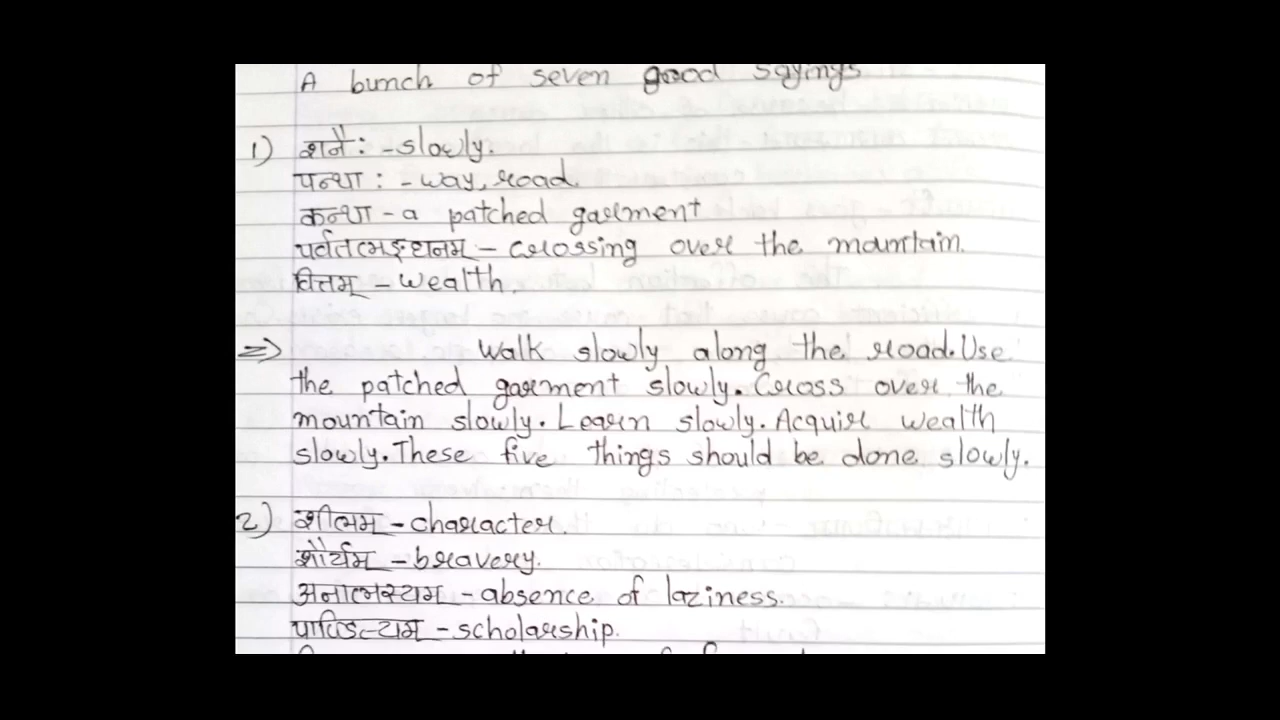 A bunch of seven good sayings
1) शनै: - slowly.
पन्था : - way, road.
कन्था - a patched garment
पर्वतलङ्घनम - crossing over the mountain.
वित्तम् - wealth.
=> Walk slowly along the road. Use
the patched garment slowly. Cross over the
mountain slowly. Learn slowly. Acquire wealth
slowly. These five things should be done slowly.
2) शीलम - character.
शौर्यम - bravery.
अनालस्यम - absence of laziness.
पाण्डित्यम - scholarship.